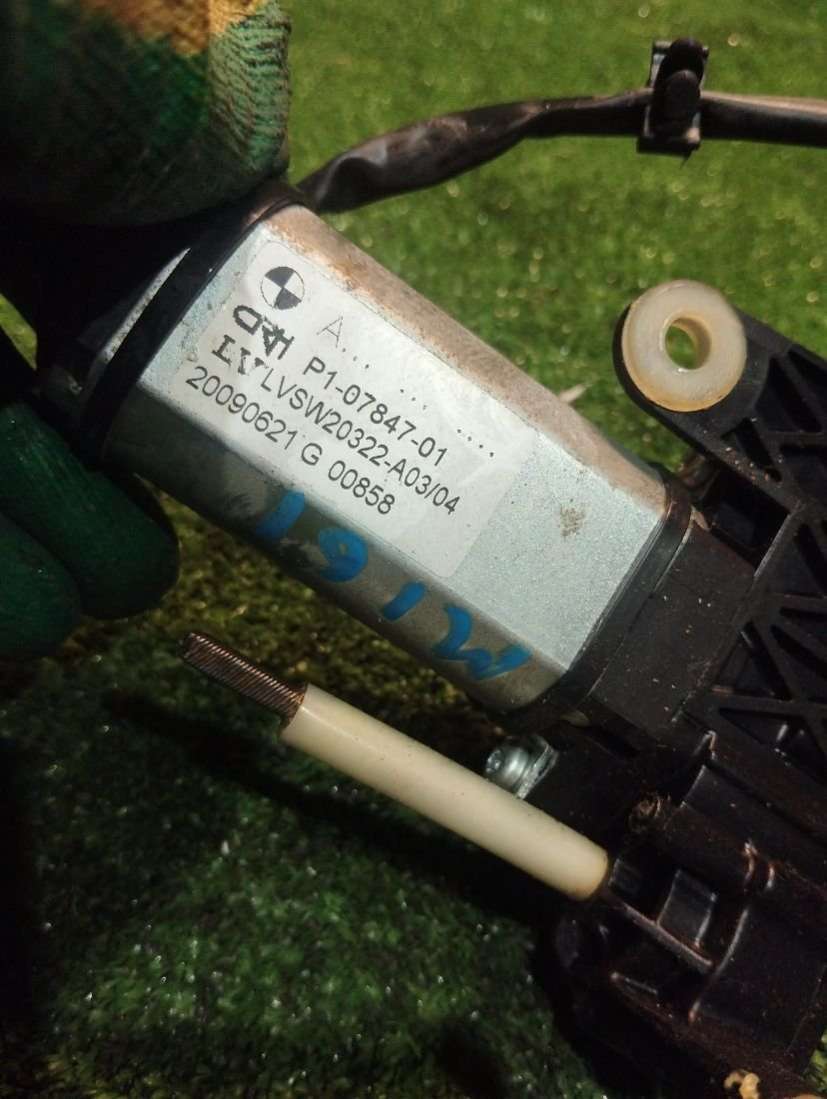 A... ... ....
P1-07847-01
LVSW20322-A03/04
20090621 G 00858
M191